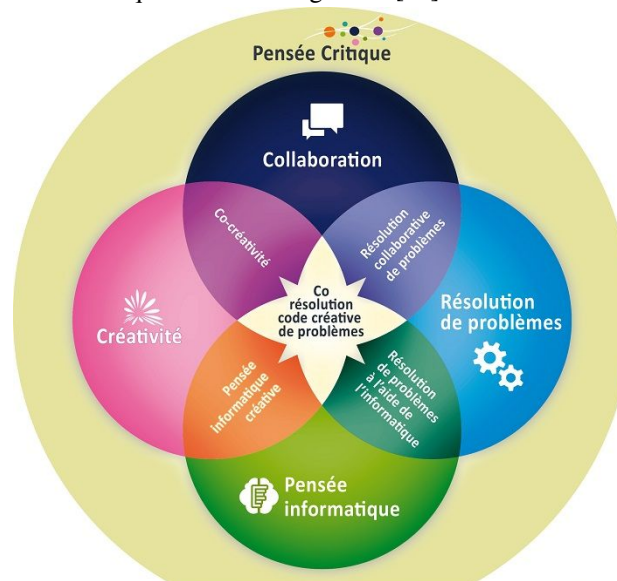 Pensée Critique
Collaboration
Co-créativité
Résolution
collaborative
de problèmes
Créativité
Co
résolution
code créative
de problèmes
Résolution
de problèmes
Pensée
informatique
créative
Résolution
de problèmes
à l'aide de
l'informatique
Pensée
informatique